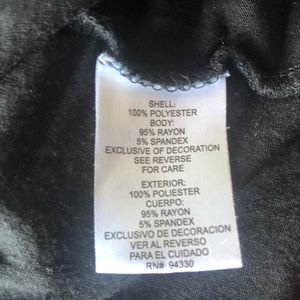 SHELL:
100% POLYESTER
BODY:
95% RAYON
5% SPANDEX
EXCLUSIVE OF DECORATION
SEE REVERSE
FOR CARE
EXTERIOR:
100% POLIESTER
CUERPO:
95% RAYON
5% SPANDEX
EXCLUSIVO DE DECORACION
VER AL REVERSO
PARA EL CUIDADO
RN# 94330